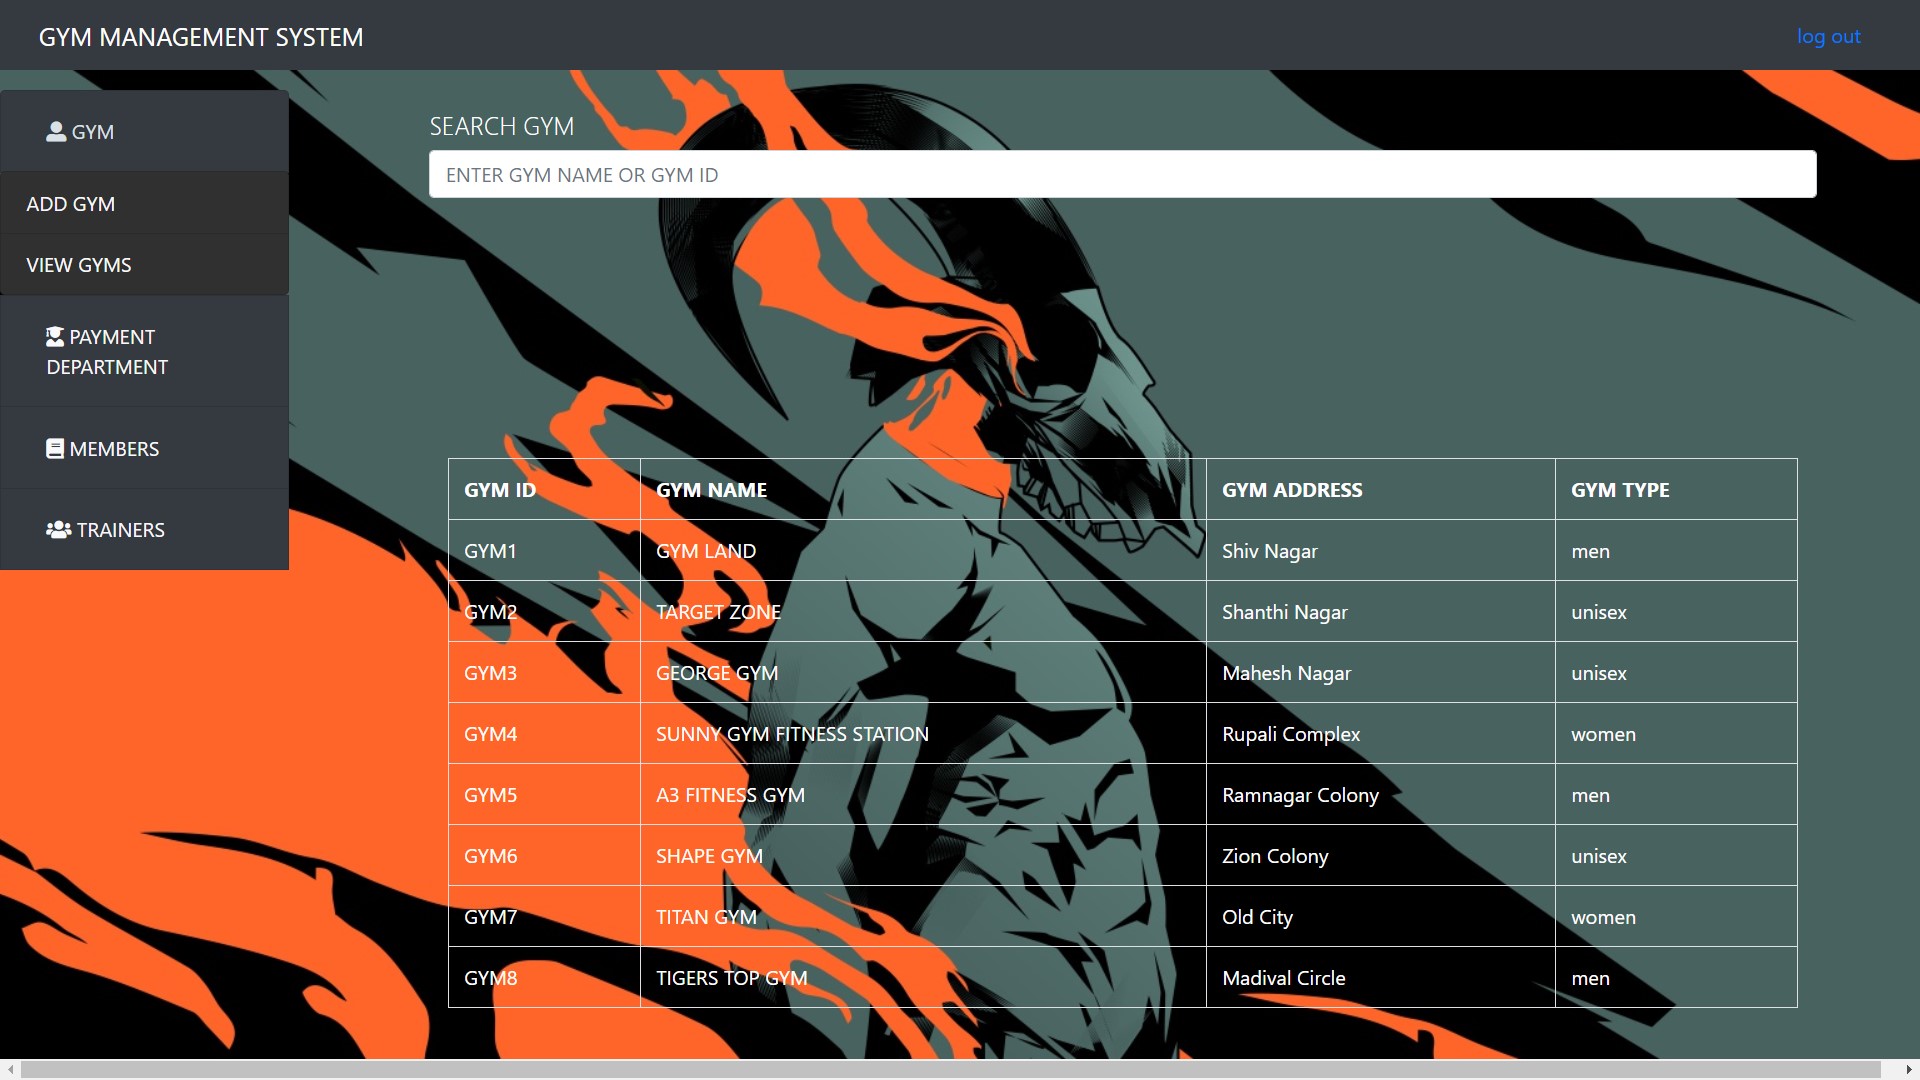 GYM MANAGEMENT SYSTEM
log out
GYM
ADD GYM
VIEW GYMS
PAYMENT
DEPARTMENT
MEMBERS
TRAINERS
SEARCH GYM
ENTER GYM NAME OR GYM ID
GYM ID GYM NAME GYM ADDRESS GYM TYPE
GYM1 GYM LAND Shiv Nagar men
GYM2 TARGET ZONE Shanthi Nagar unisex
GYM3 GEORGE GYM Mahesh Nagar unisex
GYM4 SUNNY GYM FITNESS STATION Rupali Complex women
GYM5 A3 FITNESS GYM Ramnagar Colony men
GYM6 SHAPE GYM Zion Colony unisex
GYM7 TITAN GYM Old City women
GYM8 TIGERS TOP GYM Madival Circle men